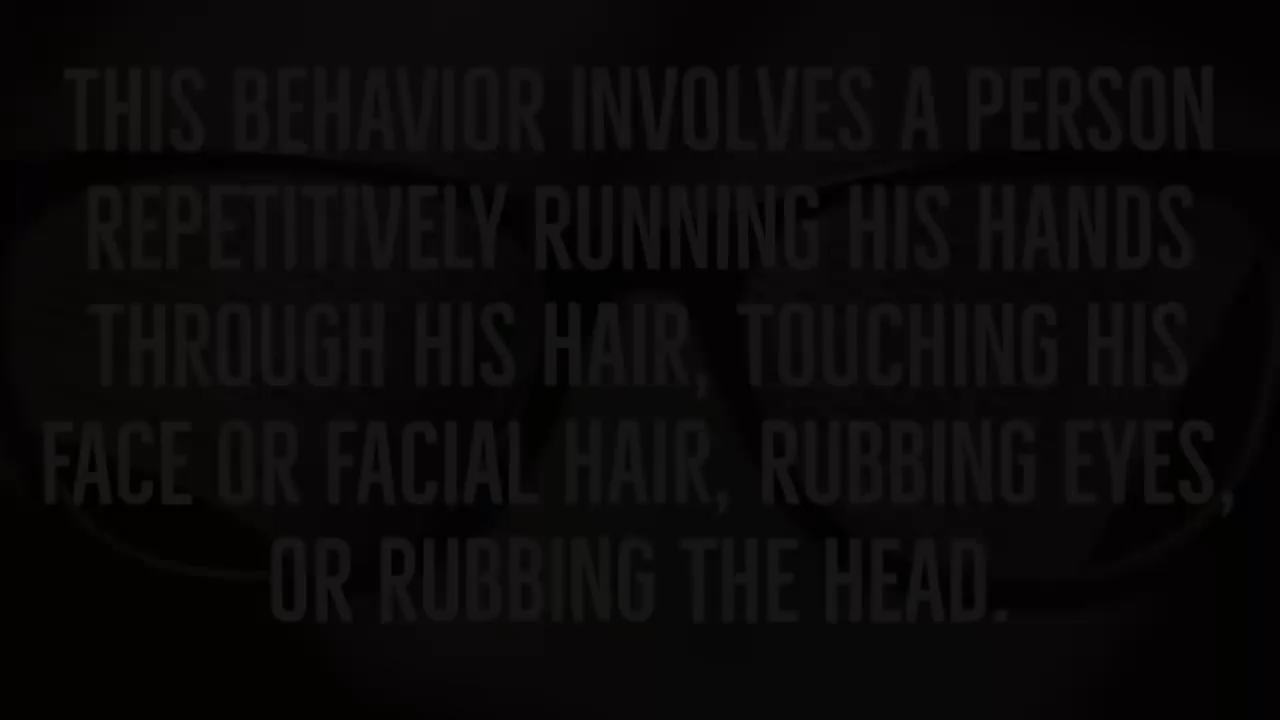 THIS BEHAVIOR INVOLVES A PERSON
REPETITIVELY RUNNING HIS HANDS
THROUGH HIS HAIR, TOUCHING HIS
FACE OR FACIAL HAIR, RUBBING EYES,
OR RUBBING THE HEAD.